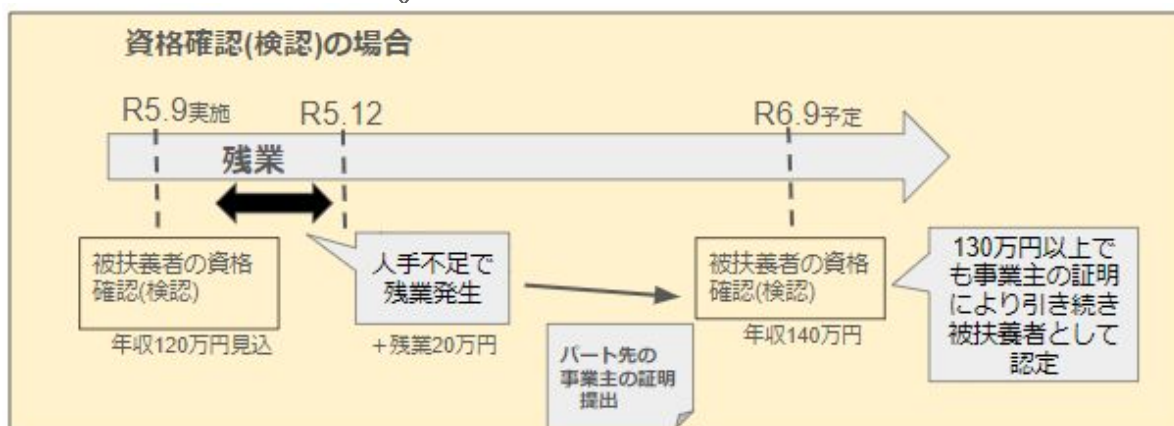 資格確認(検認)の場合
R5.9実施
R5.12
R6.9予定
残業
被扶養者の資格
確認(検認)
年収120万円見込
人手不足で
残業発生
+残業20万円
パート先の
事業主の証明
提出
被扶養者の資格
確認(検認)
年収140万円
130万円以上で
も事業主の証明
により引き続き
被扶養者として
認定